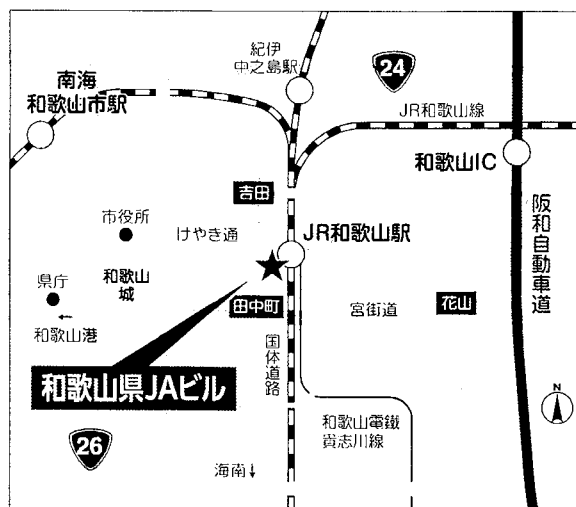 紀伊
中之島駅
24
南海
和歌山市駅
JR和歌山線
和歌山IC
吉田
阪和自動車道
市役所
けやき通
JR和歌山駅
県庁
和歌山
城
←
和歌山港
田中町
宮街道
花山
国体道路
和歌山県JAビル
N
和歌山電鐵
貴志川線
26
海南↓